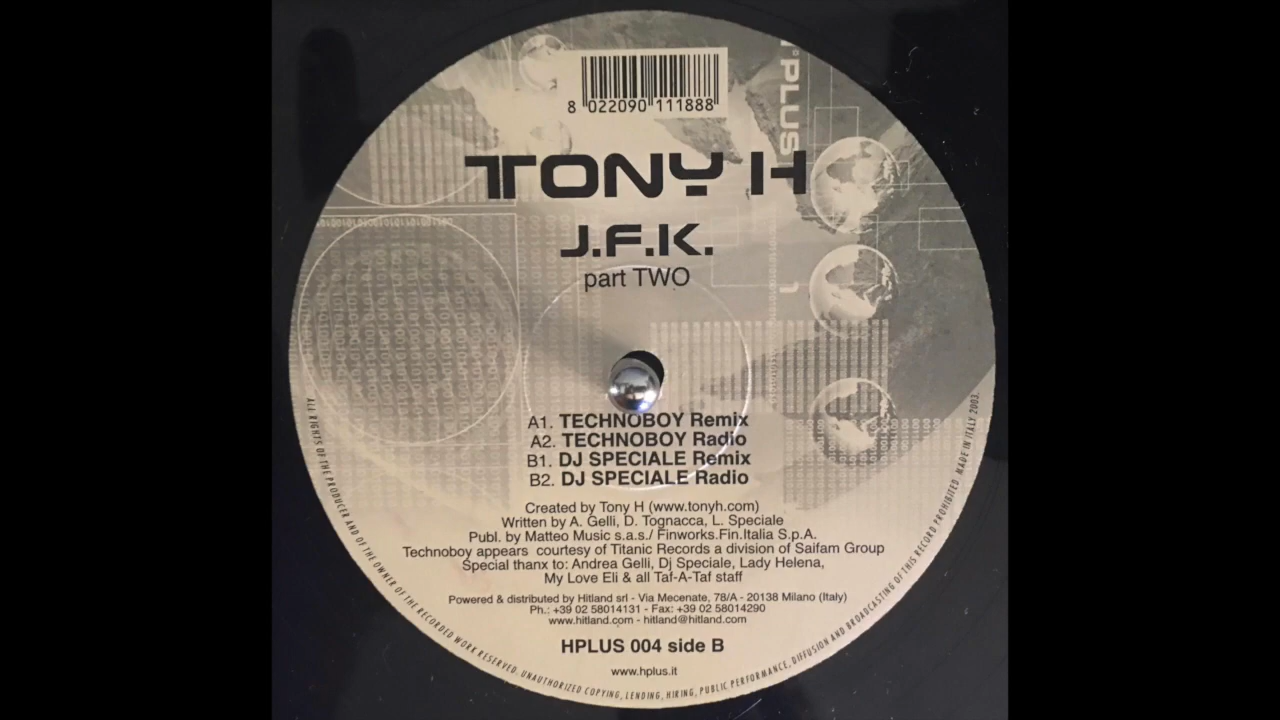 8 022090 111888
H*PLUS
TONY H
J.F.K.
part TWO
1
A1. TECHNOBOY Remix
A2. TECHNOBOY Radio
B1. DJ SPECIALE Remix
B2. DJ SPECIALE Radio
Created by Tony H (www.tonyh.com)
Written by A. Gelli, D. Tognacca, L. Speciale
Publ. by Matteo Music s.a.s./ Finworks.Fin.Italia S.p.A.
Technoboy appears courtesy of Titanic Records a division of Saifam Group
Special thanx to: Andrea Gelli, Dj Speciale, Lady Helena,
My Love Eli & all Taf-A-Taf staff
Powered & distributed by Hitland srl - Via Mecenate, 78/A - 20138 Milano (Italy)
Ph.: +39 02 58014131 - Fax: +39 02 58014290
www.hitland.com - hitland@hitland.com
HPLUS 004 side B
www.hplus.it
ALL RIGHTS OF THE PRODUCER AND OF THE OWNER OF THE RECORDED WORK RESERVED. UNAUTHORIZED COPYING, LENDING, HIRING, PUBLIC PERFORMANCE, DIFFUSION AND BROADCASTING OF THIS RECORD PROHIBITED. MADE IN ITALY 2003.